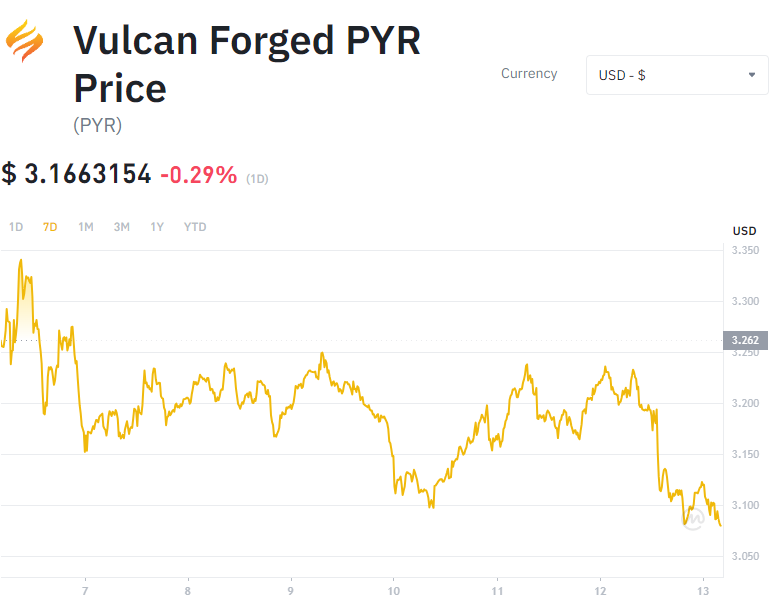 Vulcan Forged PYR
Price
(PYR)
Currency
USD - $
$ 3.1663154 -0.29% (1D)
1D 7D 1M 3M 1Y YTD
USD
3.350
3.300
3.262
3.250
3.200
3.150
3.100
3.050
7 8 9 10 11 12 13